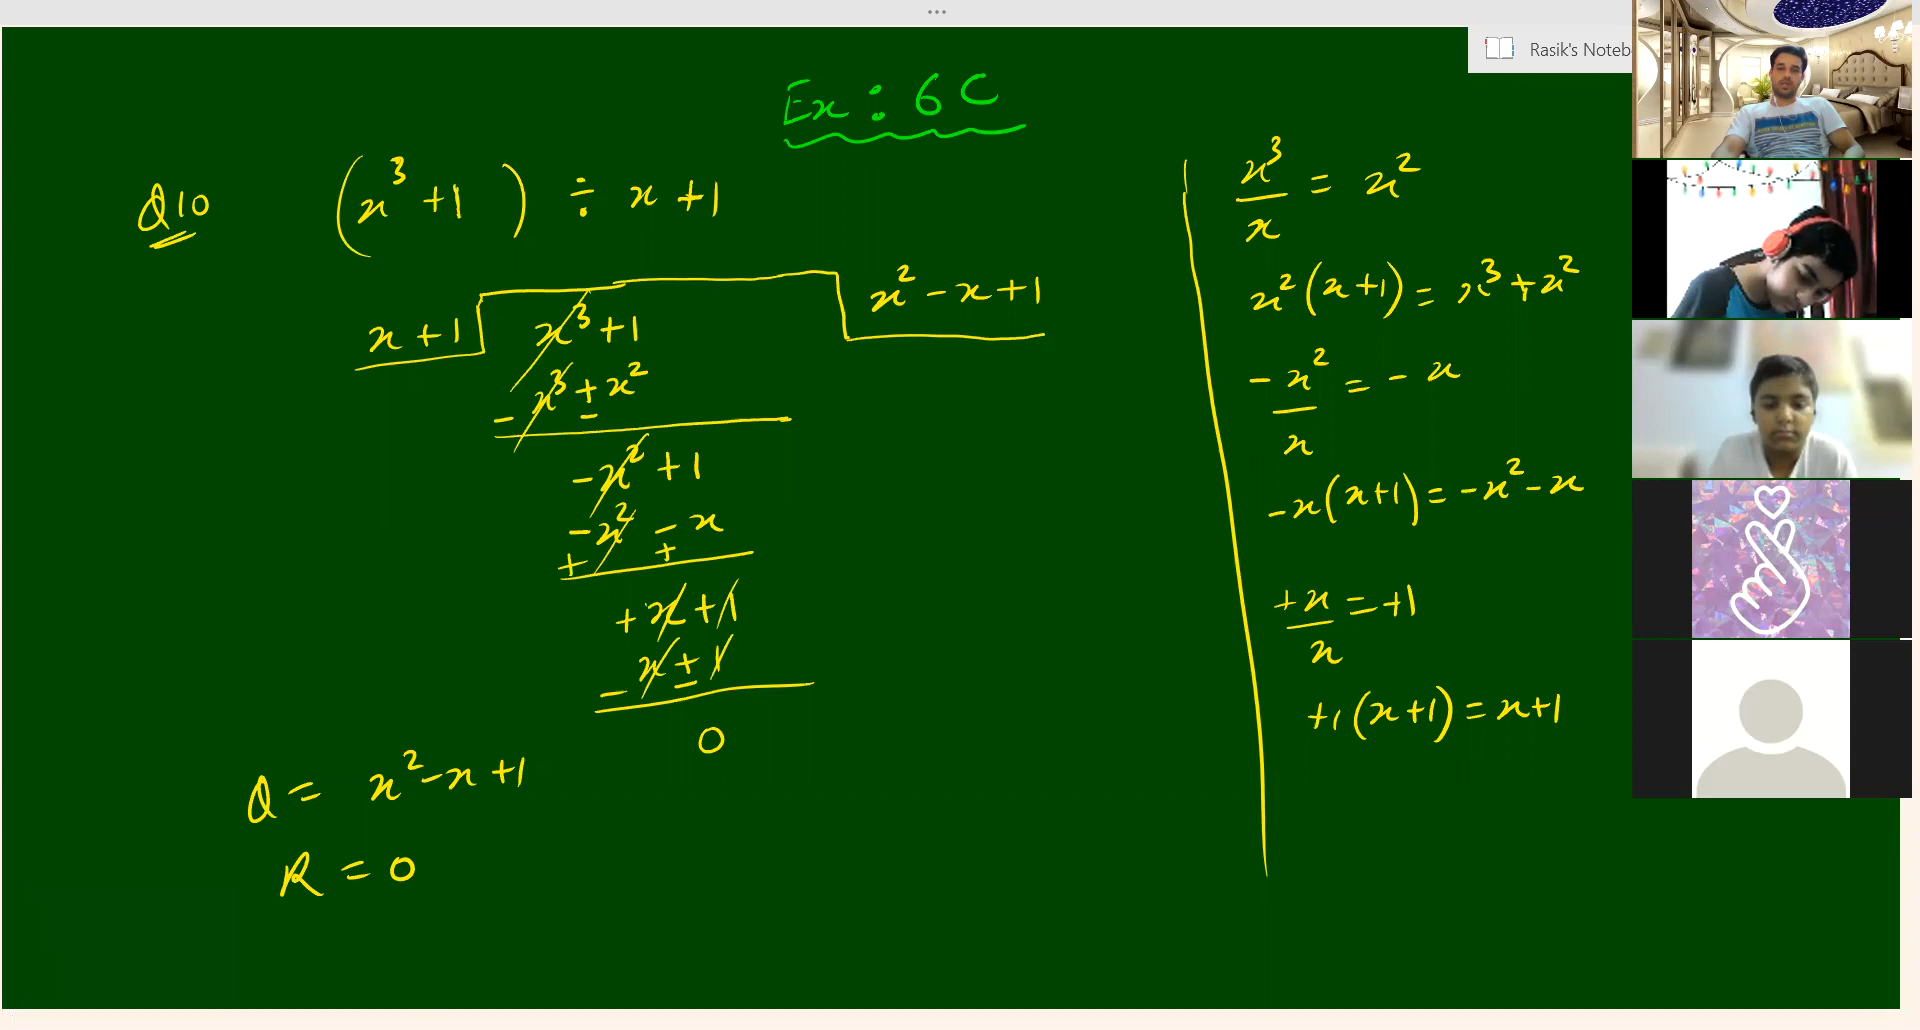 Rasik's Noteb
Ex : 6C
Q10 (x³ + 1) ÷ x + 1
x² - x + 1
x + 1 x³ + 1
x³ + x²
- -
-x² + 1
-x² - x
+ +
+x + 1
x + 1
- -
0
Q = x² - x + 1
R = 0
x³/x = x²
x²(x+1) = x³ + x²
-x²/x = -x
-x(x+1) = -x² - x
+x/x = +1
+1(x+1) = x+1